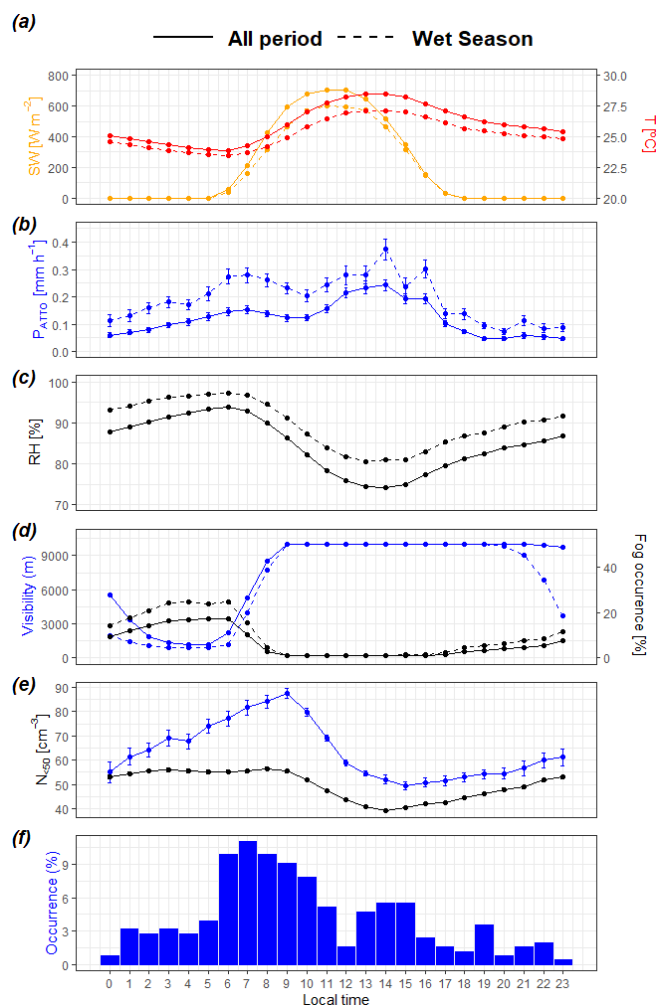 (a)
All period
Wet Season
800
600
400
200
0
SW [W m−2]
30.0
27.5
25.0
22.5
20.0
T [°C]
(b)
0.4
0.3
0.2
0.1
0.0
PATTO [mm h−1]
(c)
100
90
80
70
RH [%]
(d)
9000
6000
3000
0
Visibility (m)
40
20
0
Fog occurence [%]
(e)
90
80
70
60
50
40
N<50 [cm−3]
(f)
9
6
3
0
Occurrence (%)
0 1 2 3 4 5 6 7 8 9 10 11 12 13 14 15 16 17 18 19 20 21 22 23
Local time